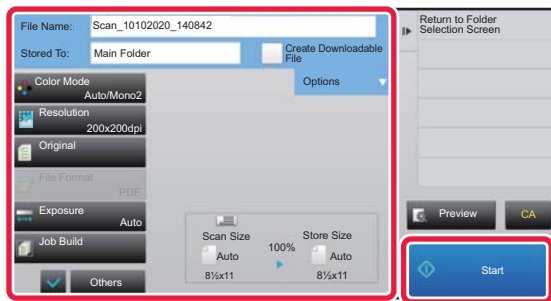 File Name:
Scan_10102020_140842
Stored To:
Main Folder
Create Downloadable
File
Options
Color Mode
Auto/Mono2
Resolution
200x200dpi
Original
File Format
PDF
Exposure
Auto
Job Build
Others
Scan Size
Auto
8½x11
100%
Store Size
Auto
8½x11
Return to Folder
Selection Screen
Preview
CA
Start